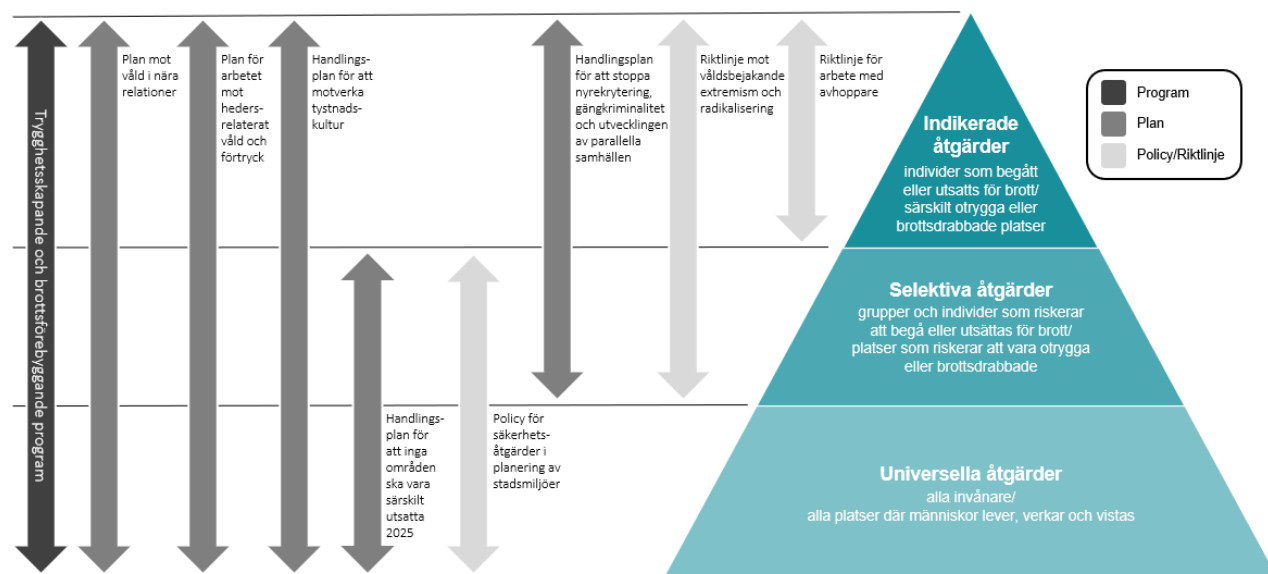 Trygghetsskapande och brottsförebyggande program
Plan mot
våld i nära
relationer
Plan för
arbetet
mot
heders-
relaterat
våld och
förtryck
Handlings-
plan för att
motverka
tystnads-
kultur
Handlings-
plan för
att inga
områden
ska vara
särskilt
utsatta
2025
Policy för
säkerhets-
åtgärder i
planering av
stadsmiljöer
Handlingsplan
för att stoppa
nyrekrytering,
gängkriminalitet
och utvecklingen
av parallella
samhällen
Riktlinje mot
våldsbejakande
extremism och
radikalisering
Riktlinje för
arbete med
avhoppare
Indikerade
åtgärder
individer som begått
eller utsatts för brott/
särskilt otrygga eller
brottsdrabbade platser
Selektiva åtgärder
grupper och individer som riskerar
att begå eller utsättas för brott/
platser som riskerar att vara otrygga
eller brottsdrabbade
Universella åtgärder
alla invånare/
alla platser där människor lever, verkar och vistas
Program
Plan
Policy/Riktlinje